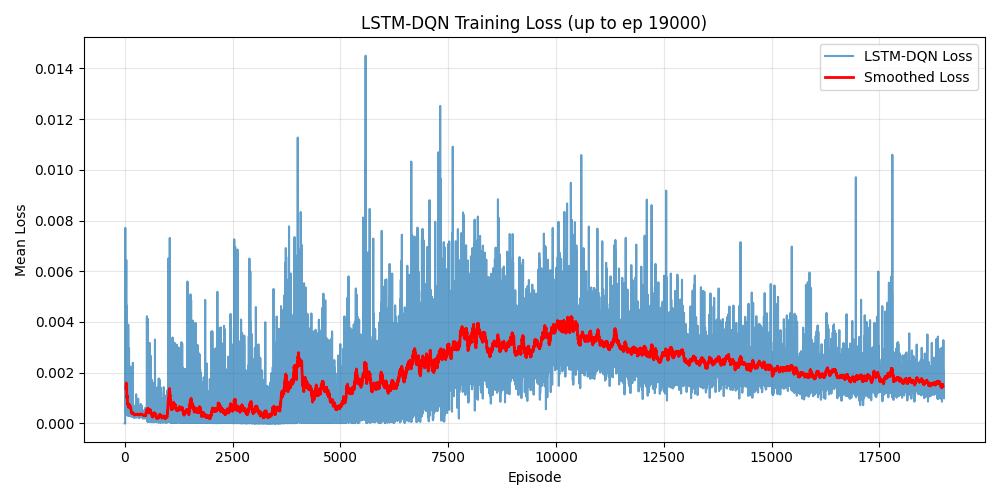 LSTM-DQN Training Loss (up to ep 19000)
LSTM-DQN Loss
Smoothed Loss
Mean Loss
0.014
0.012
0.010
0.008
0.006
0.004
0.002
0.000
0 2500 5000 7500 10000 12500 15000 17500
Episode